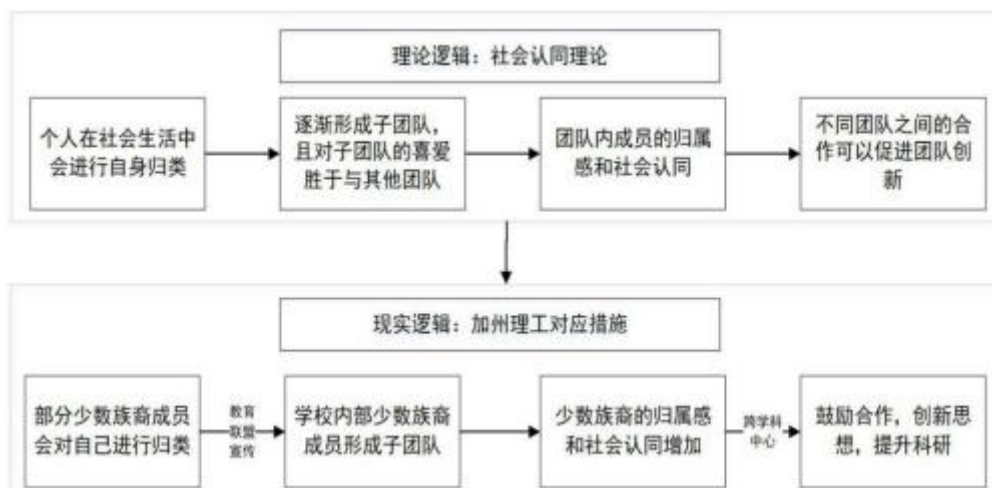 理论逻辑：社会认同理论
个人在社会生活中
会进行自身归类
逐渐形成子团队，
且对子团队的喜爱
胜于与其他团队
团队内成员的归属
感和社会认同
不同团队之间的合
作可以促进团队创
新
现实逻辑：加州理工对应措施
部分少数族裔成员
会对自己进行归类
教育
联盟
宣传
学校内部少数族裔
成员形成子团队
少数族裔的归属感
和社会认同增加
跨学科
中心
鼓励合作，创新思
想，提升科研